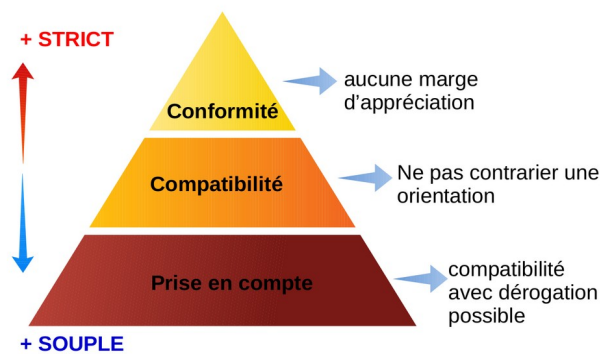 + STRICT
aucune marge
d’appréciation
Conformité
Ne pas contrarier une
orientation
Compatibilité
compatibilité
avec dérogation
possible
Prise en compte
+ SOUPLE